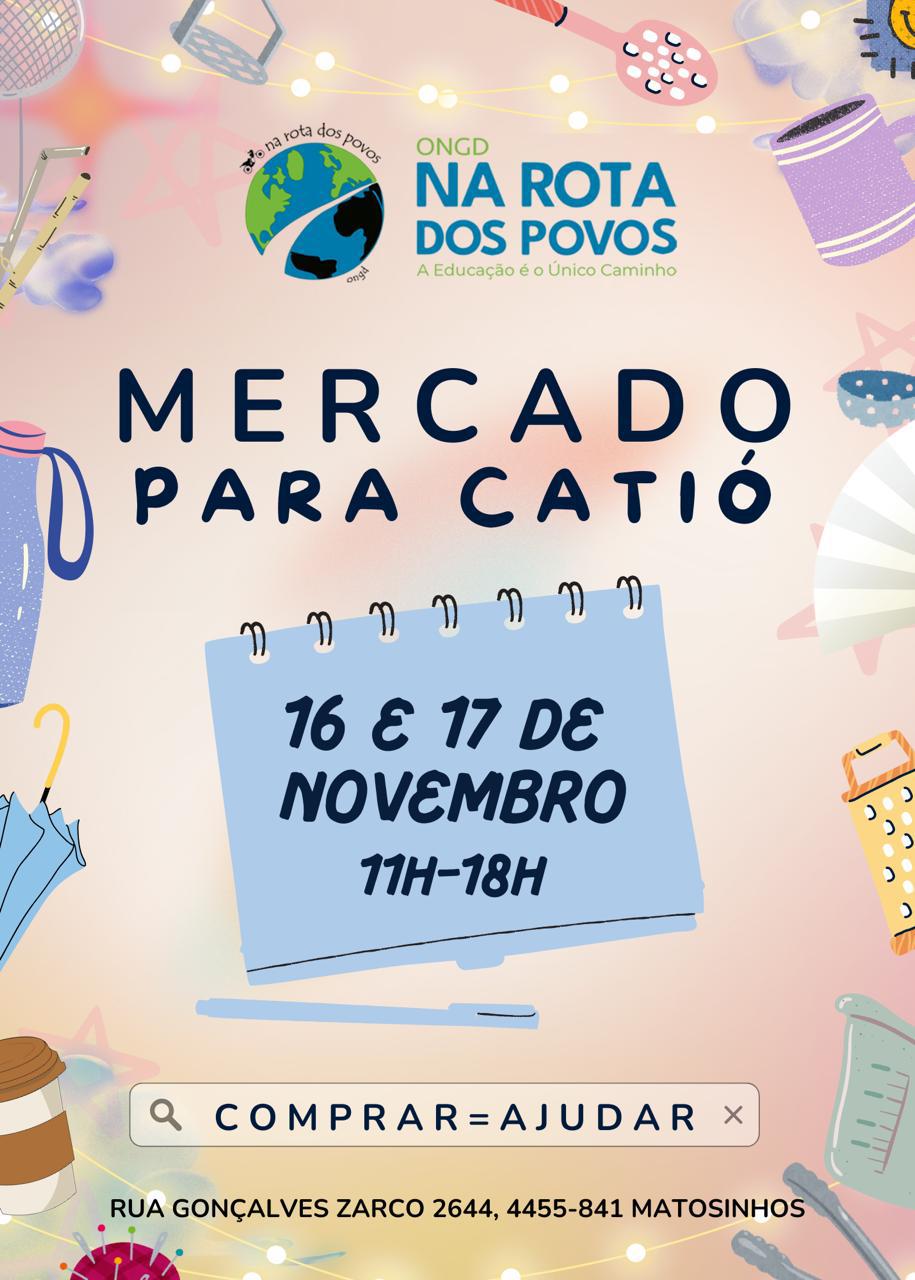 na rota dos povos
ongd
ONGD
NA ROTA
DOS POVOS
A Educação é o Único Caminho
MERCADO
PARA CATIÓ
16 E 17 DE
NOVEMBRO
11H-18H
COMPRAR=AJUDAR
RUA GONÇALVES ZARCO 2644, 4455-841 MATOSINHOS